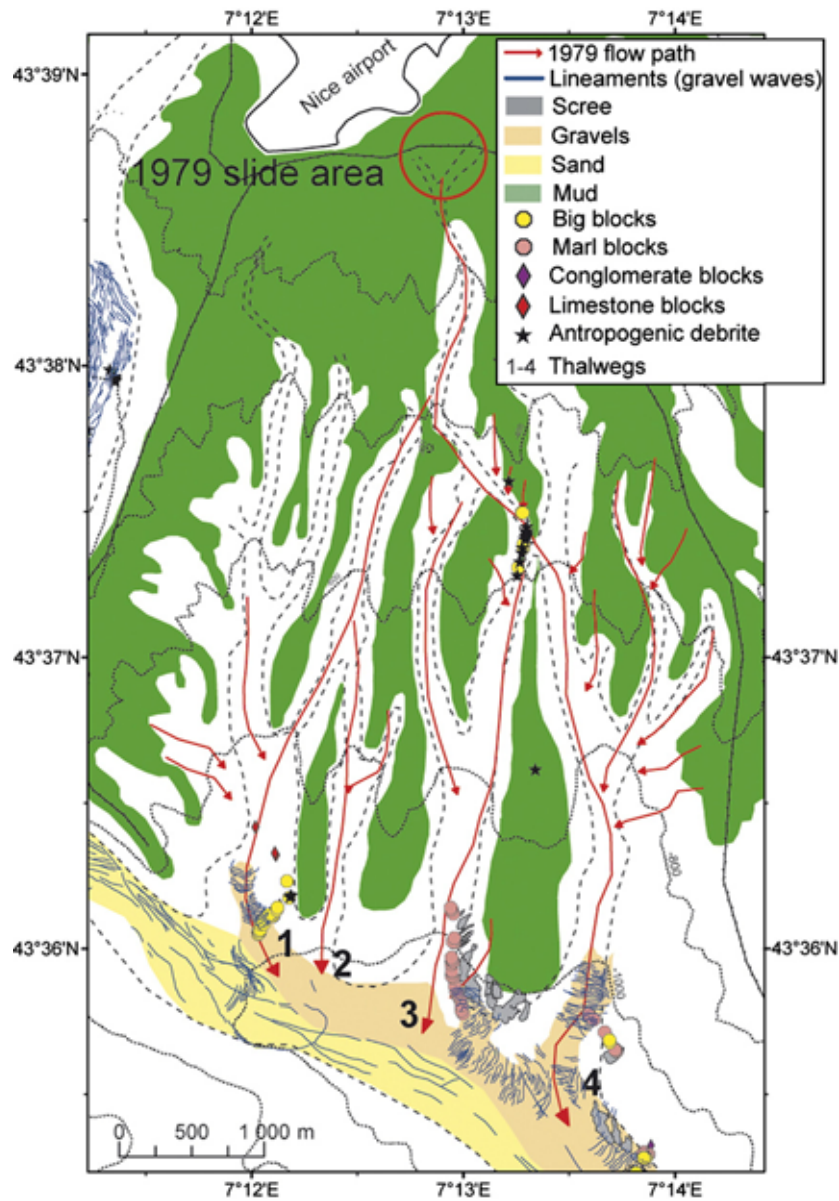 7°12'E
7°13'E
7°14'E
43°39'N
Nice airport
1979 slide area
1979 flow path
Lineaments (gravel waves)
Scree
Gravels
Sand
Mud
Big blocks
Marl blocks
Conglomerate blocks
Limestone blocks
Antropogenic debrite
1-4 Thalwegs
43°38'N
43°37'N
43°37'N
-800
43°36'N
43°36'N
1
2
3
4
0 500 1 000 m
7°12'E
7°13'E
7°14'E